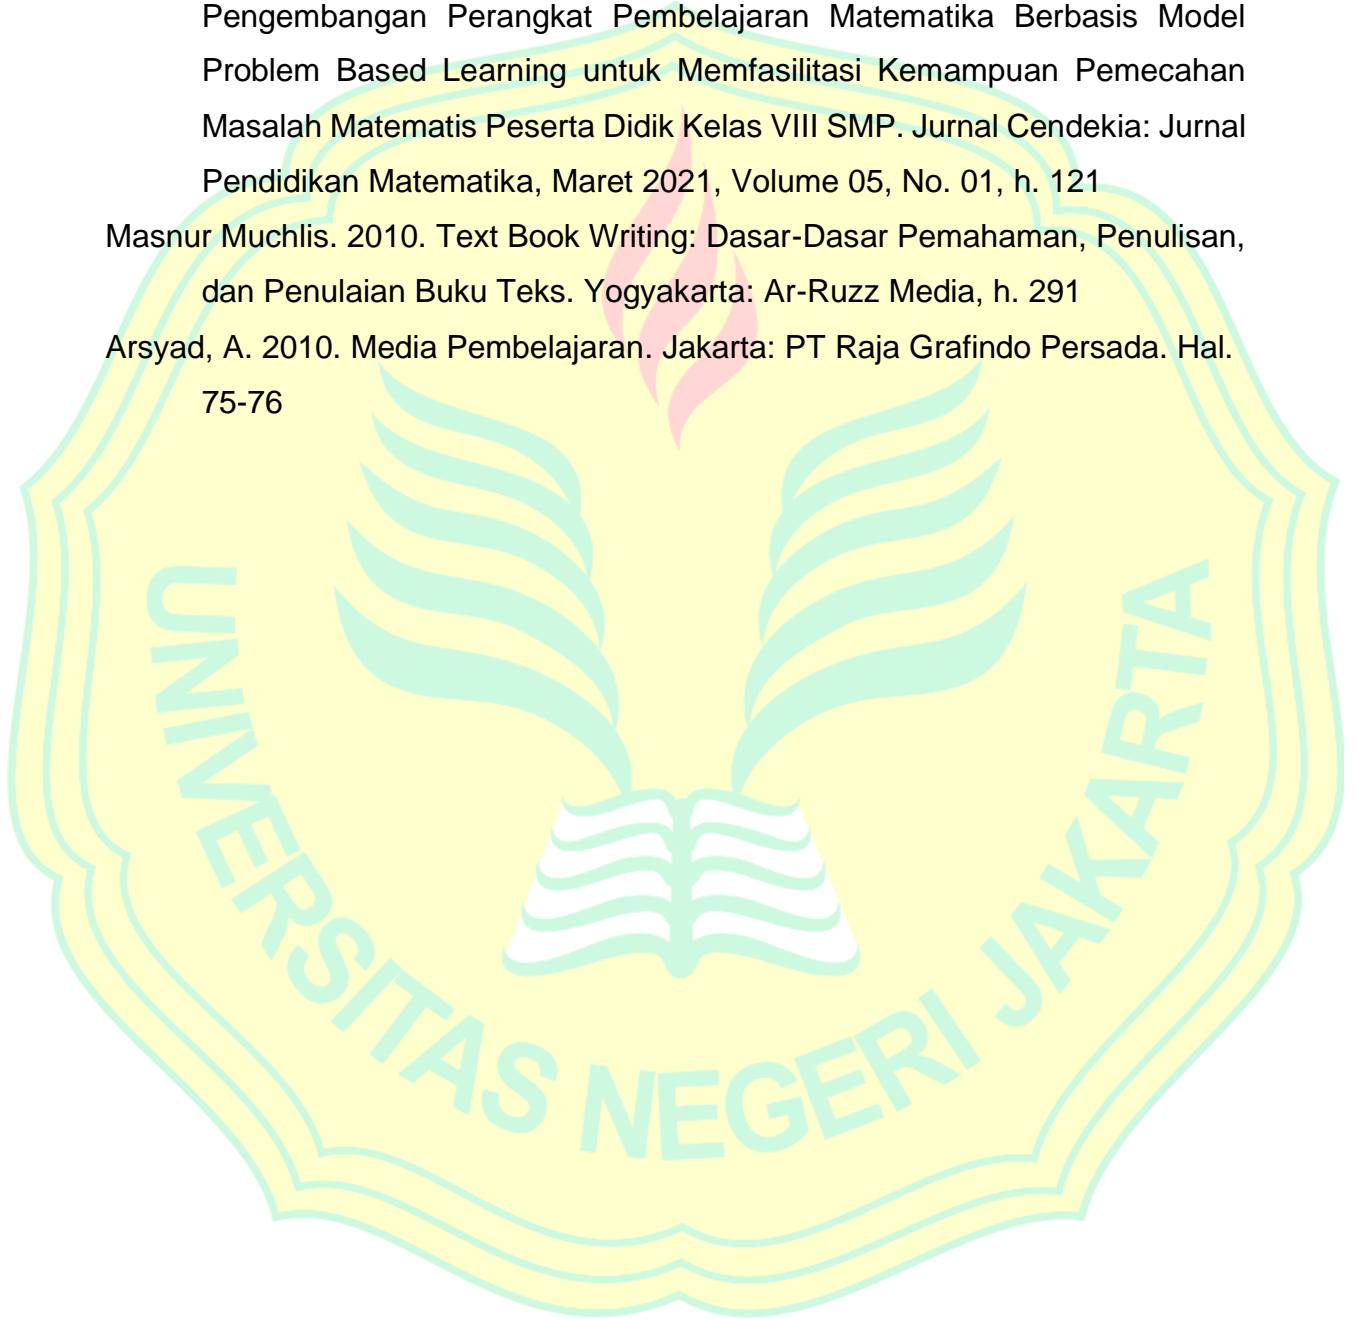 Pengembangan Perangkat Pembelajaran Matematika Berbasis Model
Problem Based Learning untuk Memfasilitasi Kemampuan Pemecahan
Masalah Matematis Peserta Didik Kelas VIII SMP. Jurnal Cendekia: Jurnal
Pendidikan Matematika, Maret 2021, Volume 05, No. 01, h. 121
Masnur Muchlis. 2010. Text Book Writing: Dasar-Dasar Pemahaman, Penulisan,
dan Penulaian Buku Teks. Yogyakarta: Ar-Ruzz Media, h. 291
Arsyad, A. 2010. Media Pembelajaran. Jakarta: PT Raja Grafindo Persada. Hal.
75-76
UNIVERSITAS NEGERI JAKARTA